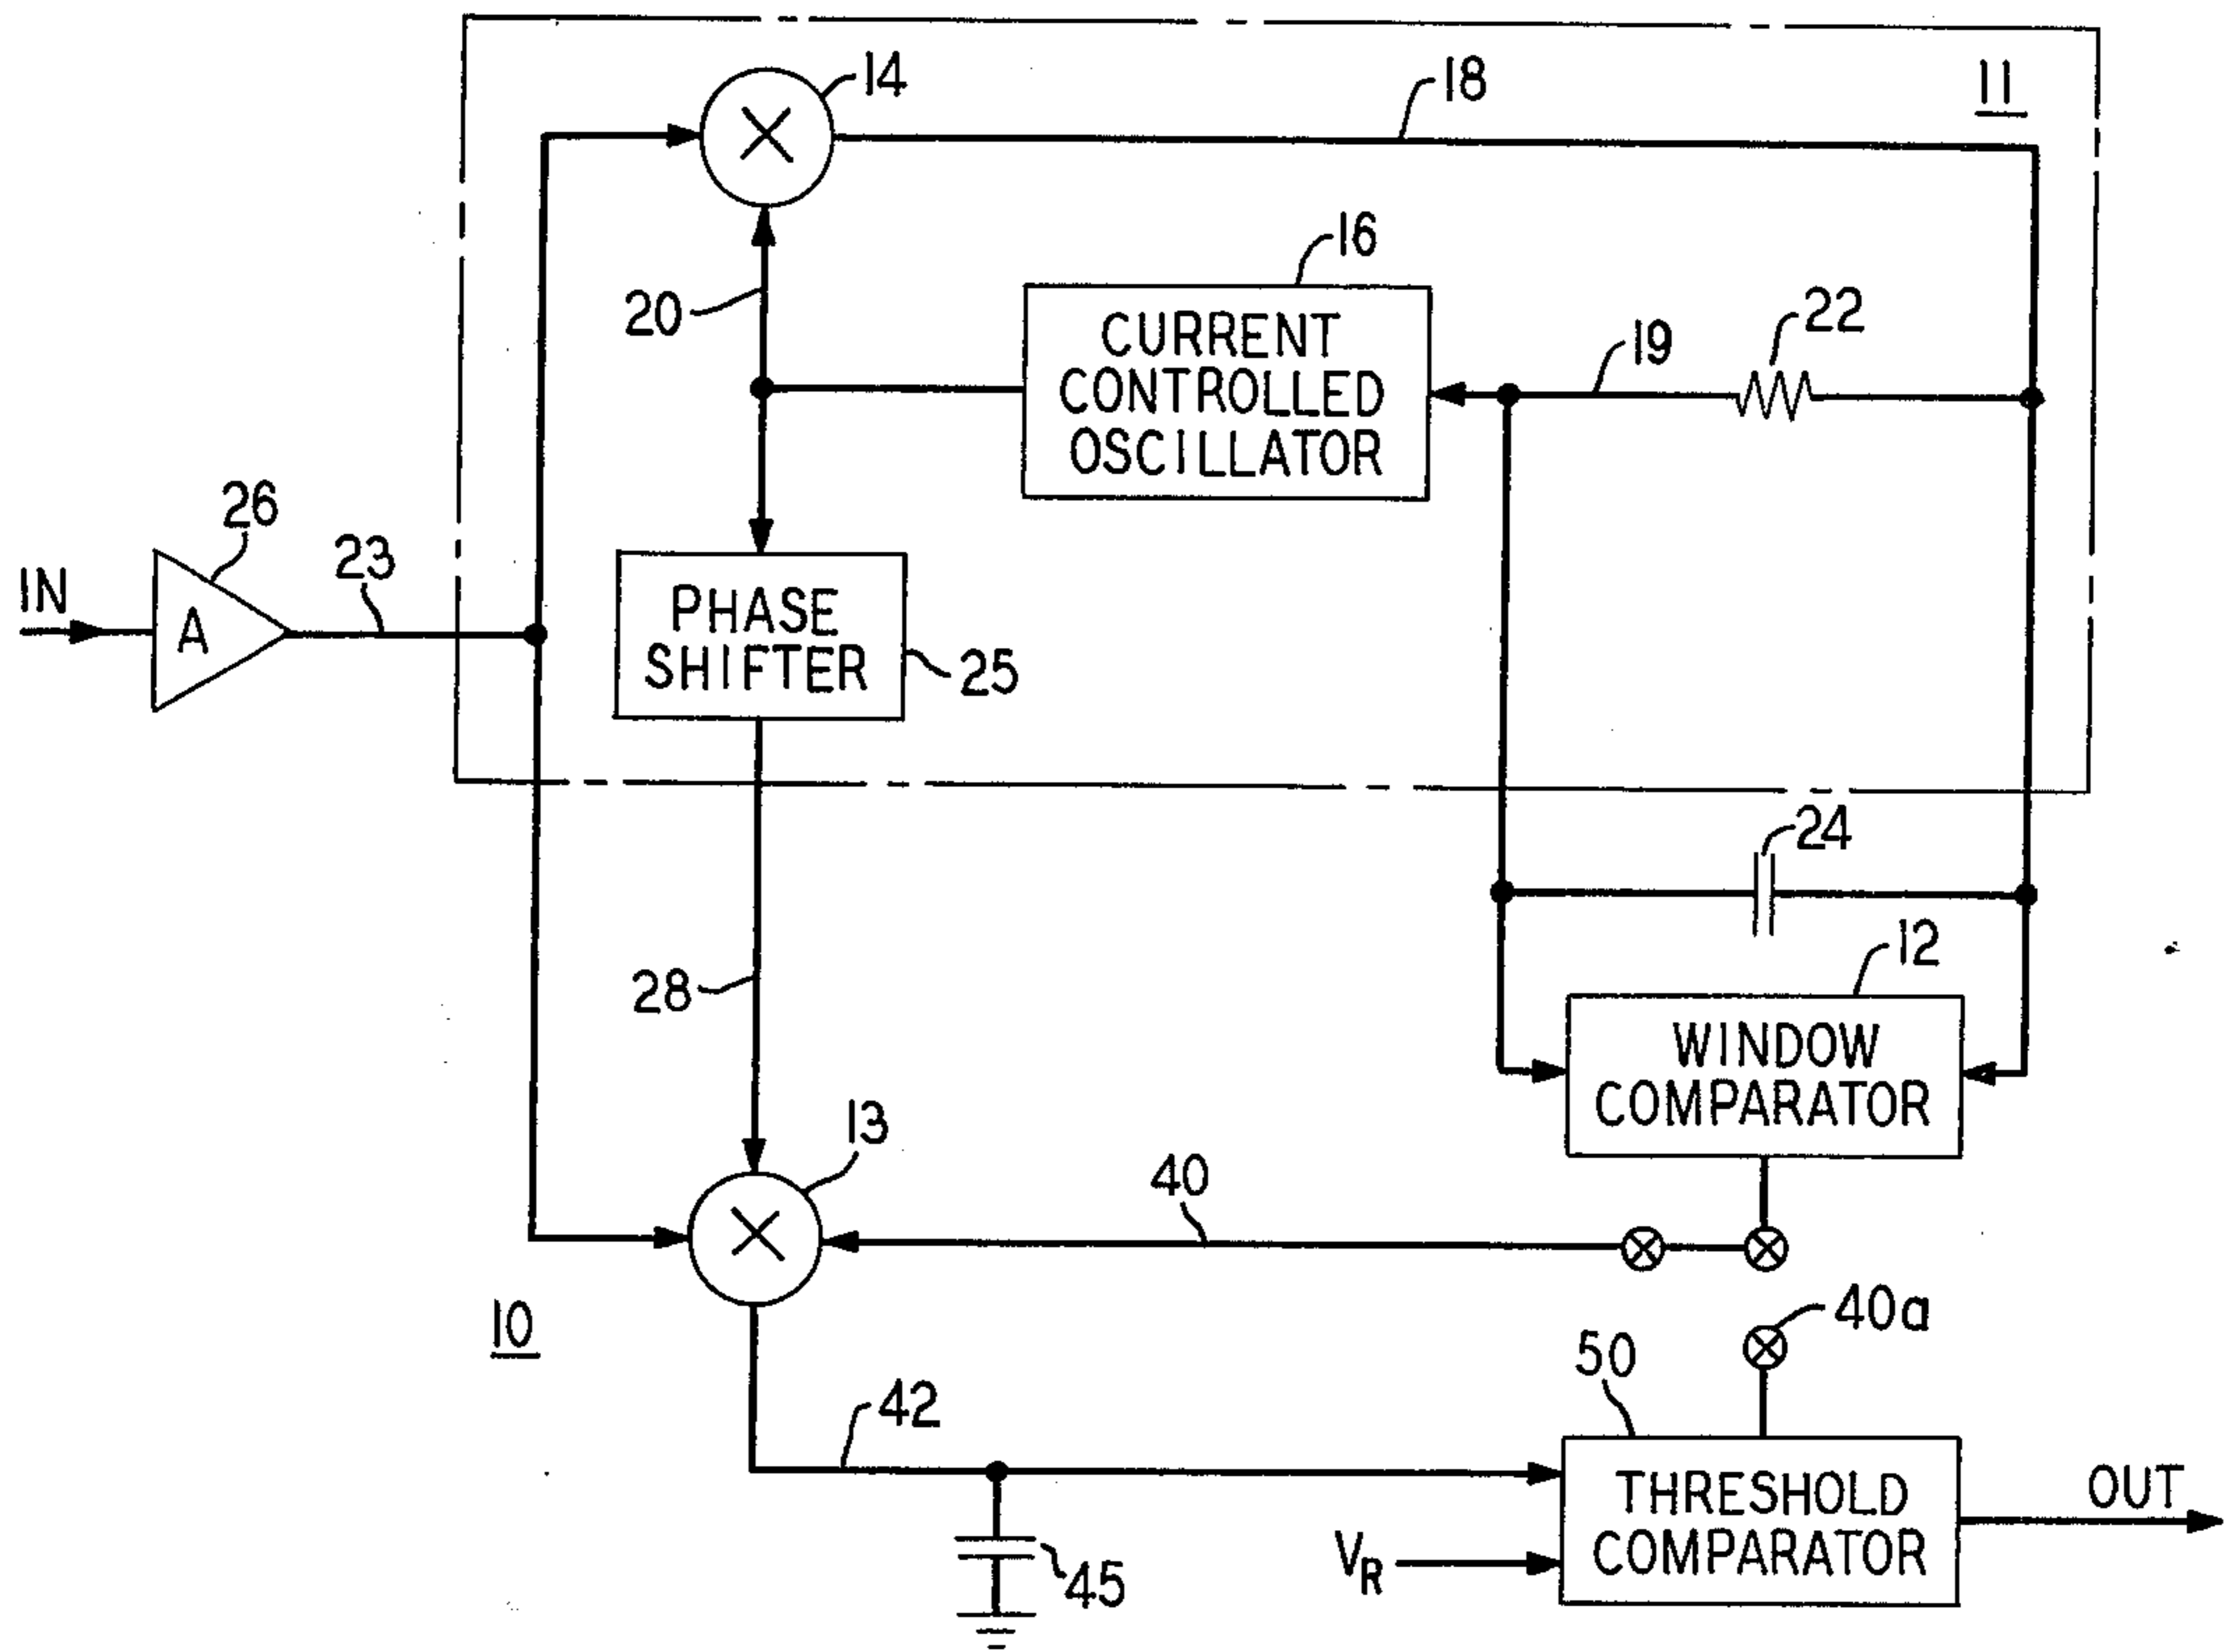 14
18
11
16
20
CURRENT
CONTROLLED
OSCILLATOR
19
22
26
23
IN
A
PHASE
SHIFTER
25
24
12
28
WINDOW
COMPARATOR
13
40
10
40a
50
42
THRESHOLD
COMPARATOR
OUT
VR
45